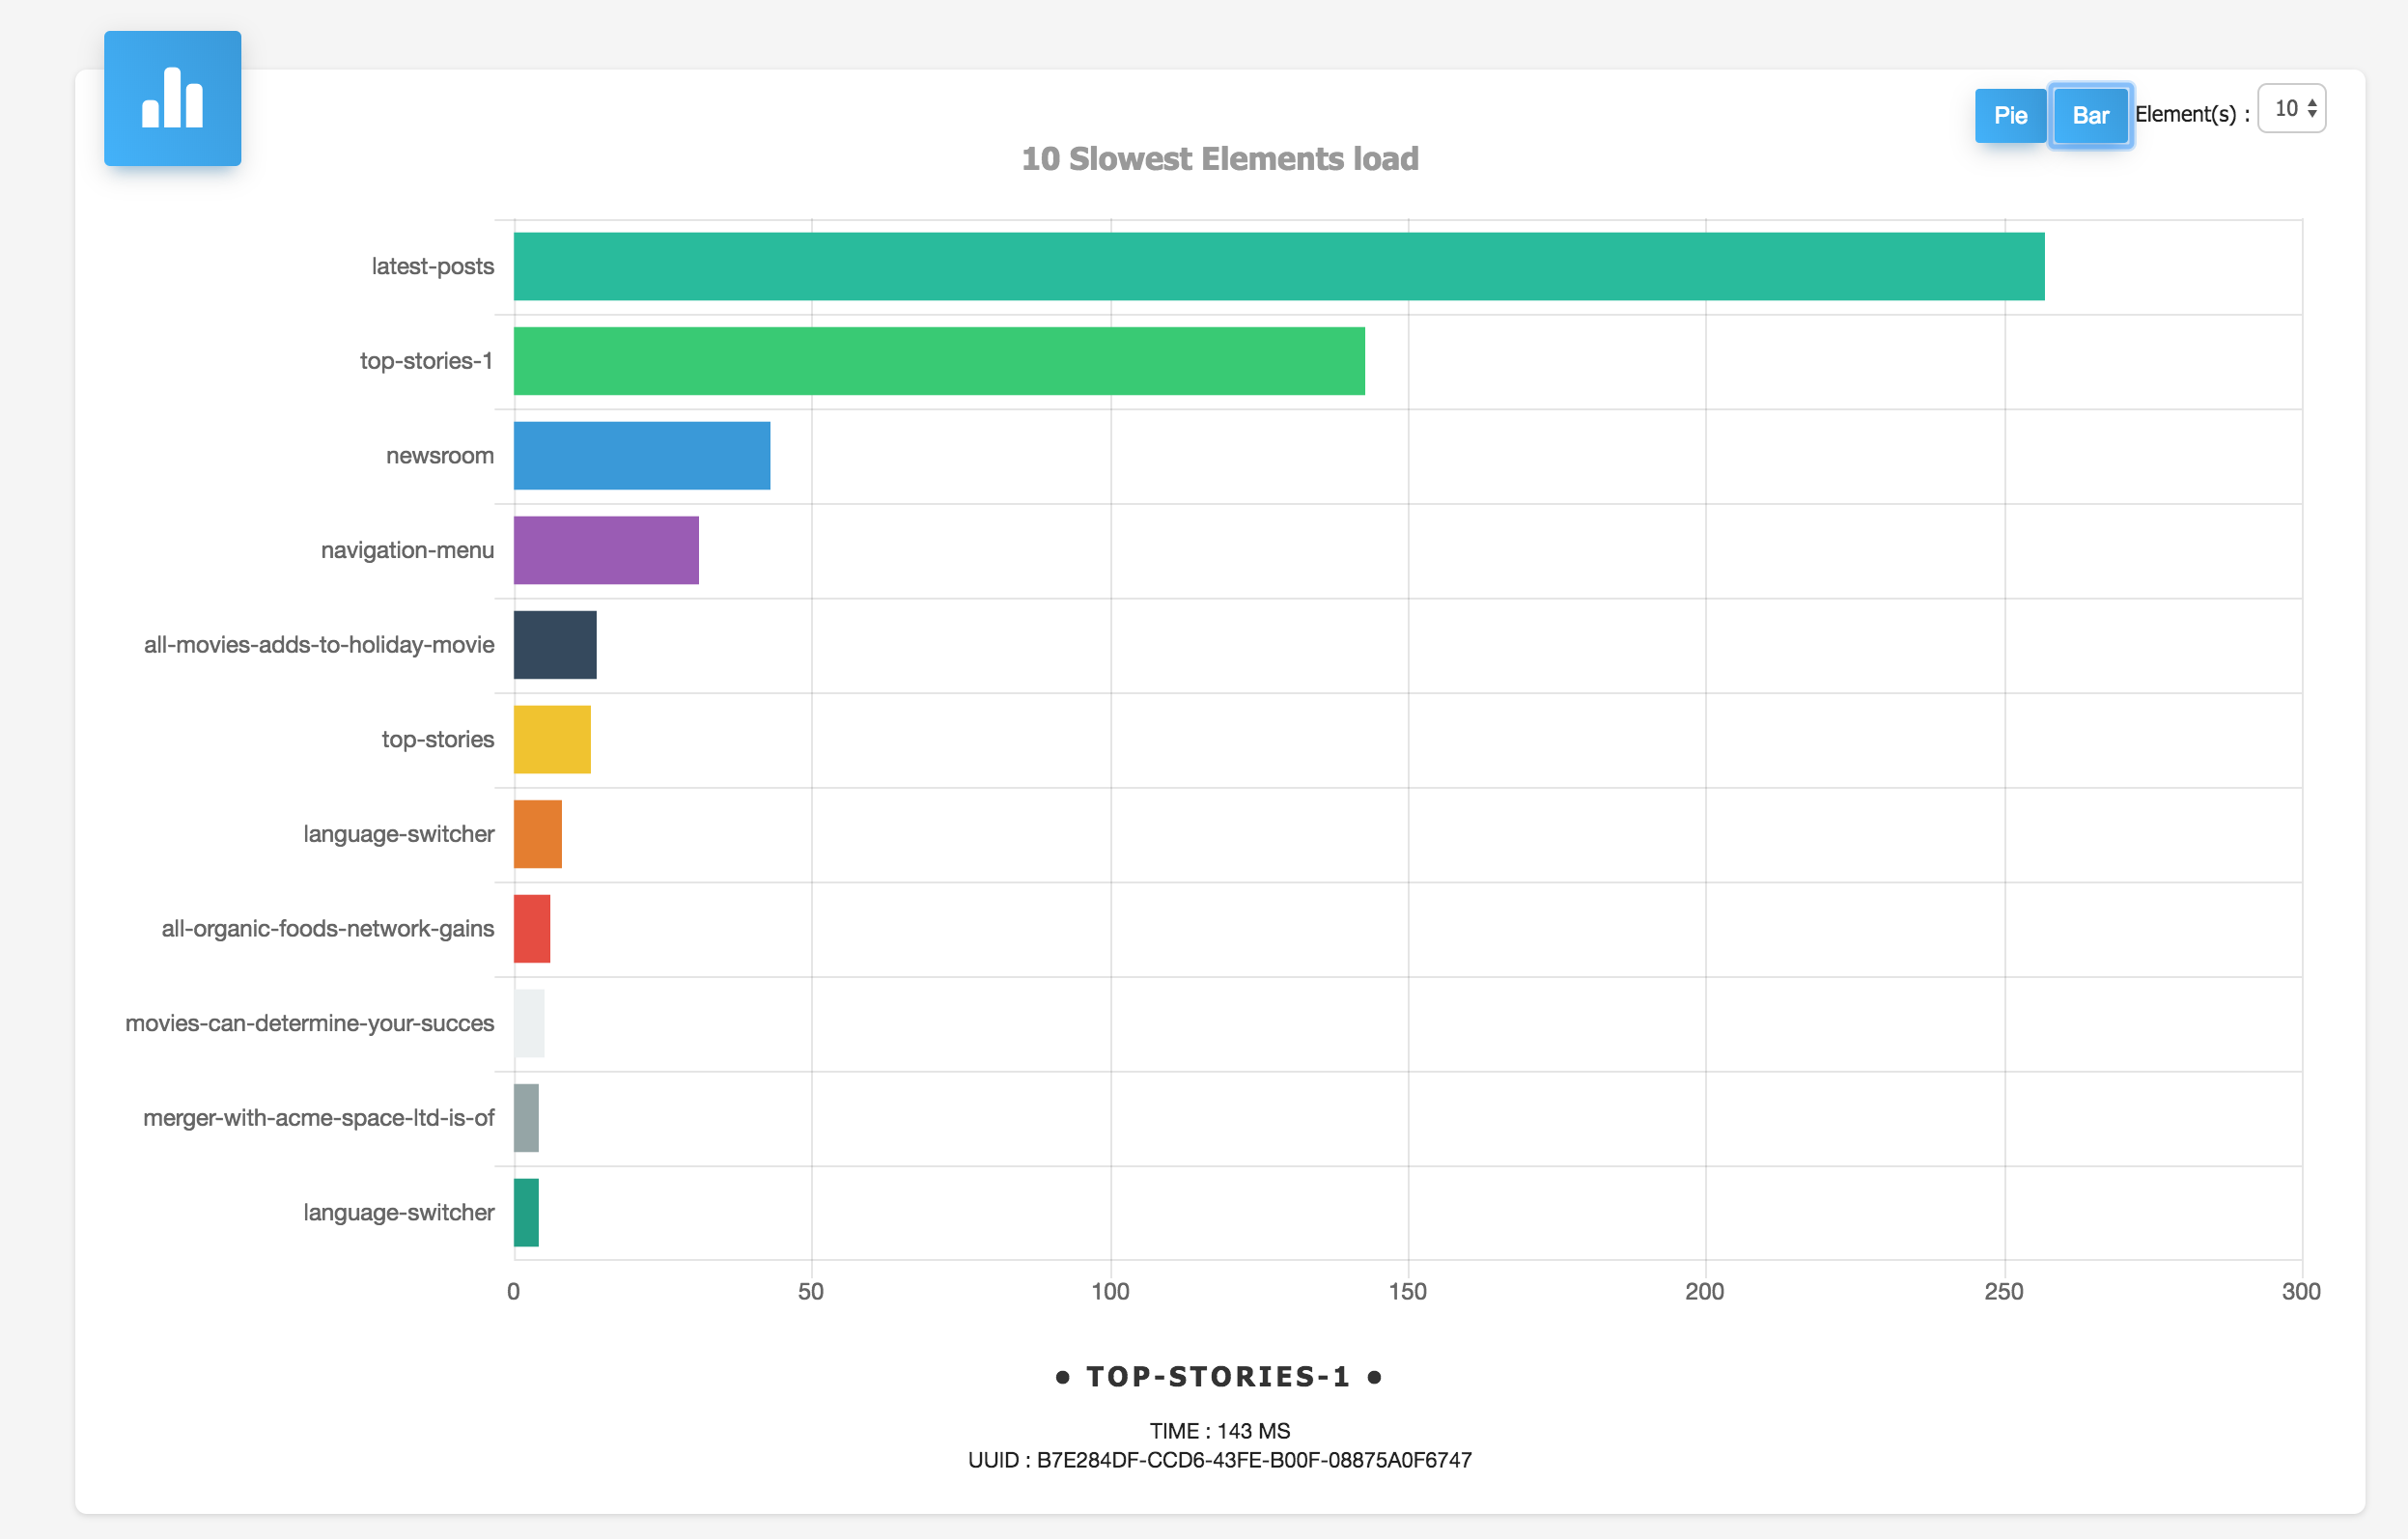 Pie Bar Element(s) : 10
10 Slowest Elements load
latest-posts
top-stories-1
newsroom
navigation-menu
all-movies-adds-to-holiday-movie
top-stories
language-switcher
all-organic-foods-network-gains
movies-can-determine-your-succes
merger-with-acme-space-ltd-is-of
language-switcher
0 50 100 150 200 250 300
• TOP-STORIES-1 •
TIME : 143 MS
UUID : B7E284DF-CCD6-43FE-B00F-08875A0F6747